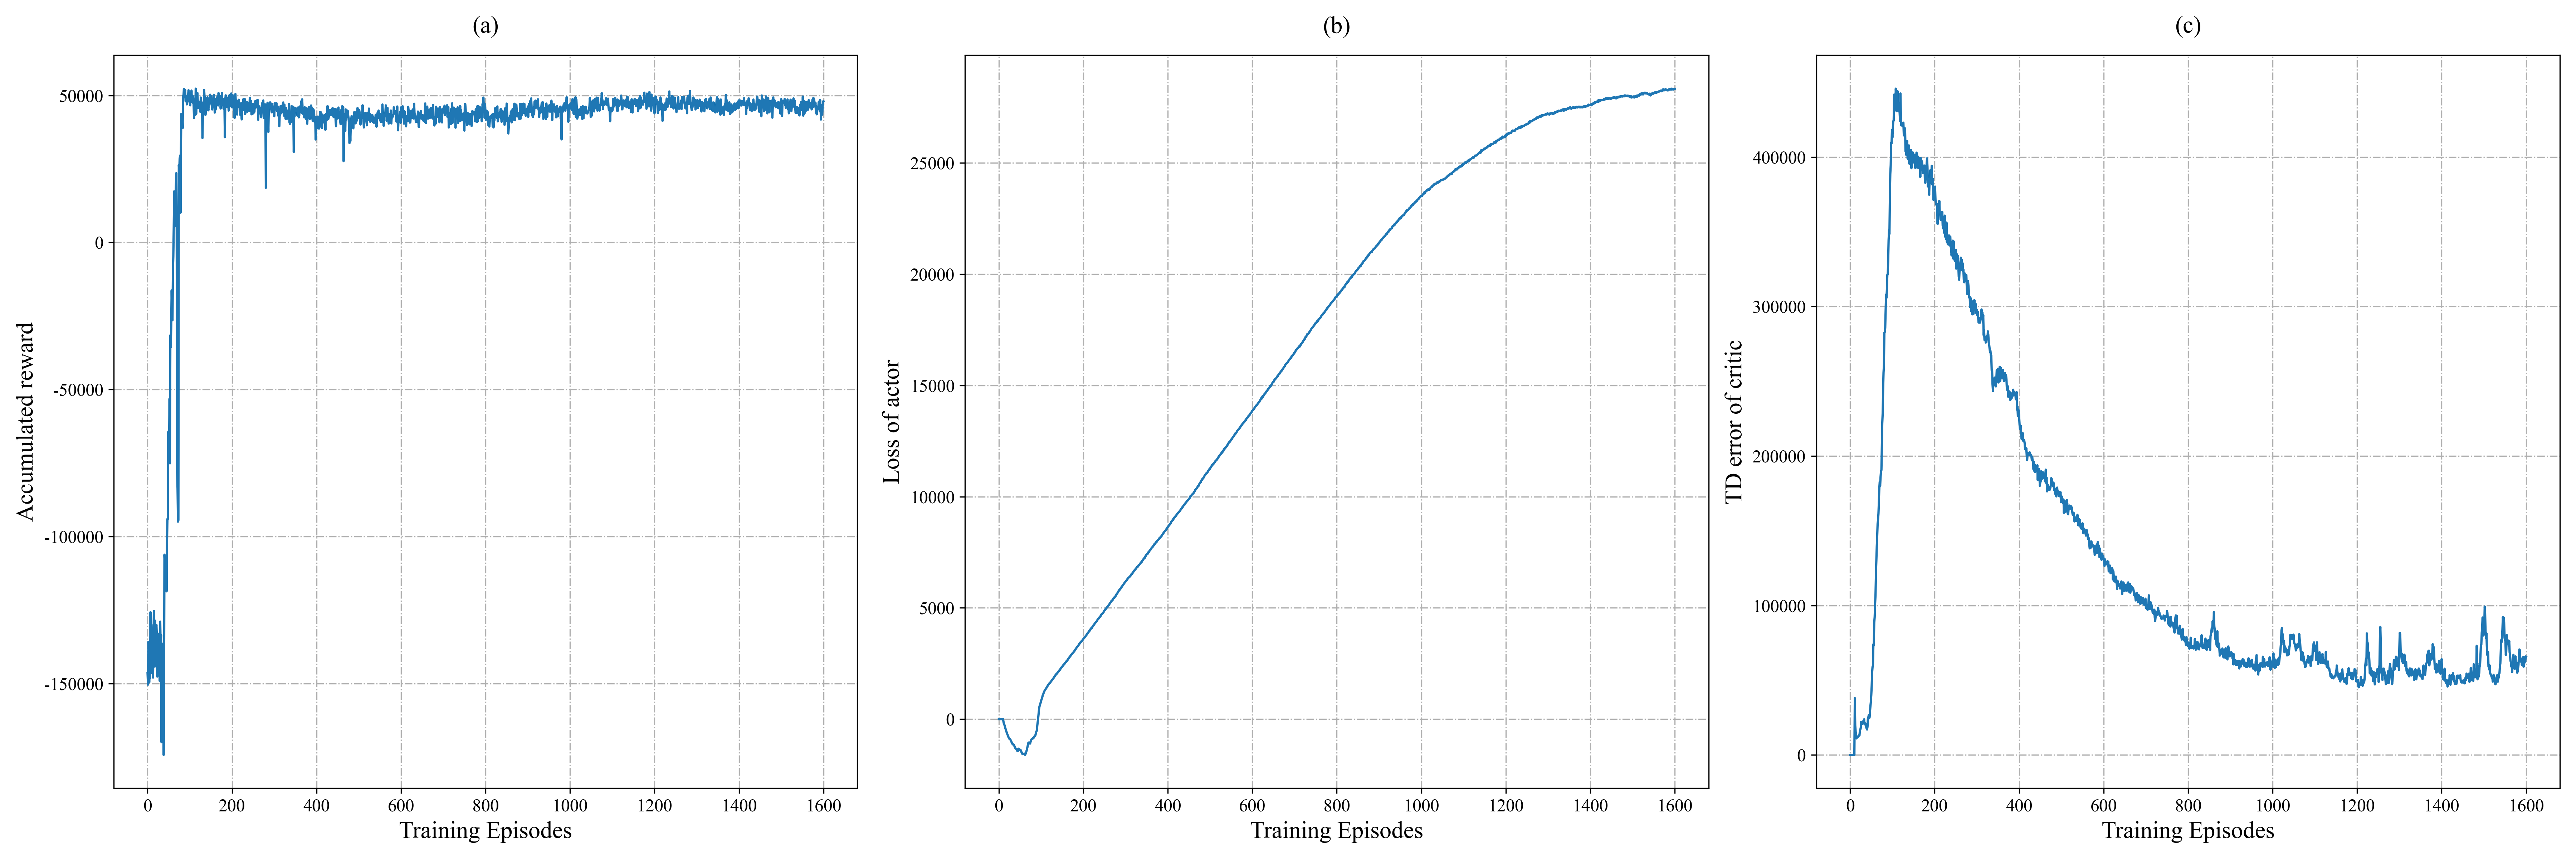 (a)
50000
0
-50000
-100000
-150000
Accumulated reward
0 200 400 600 800 1000 1200 1400 1600
Training Episodes
(b)
25000
20000
15000
10000
5000
0
Loss of actor
0 200 400 600 800 1000 1200 1400 1600
Training Episodes
(c)
400000
300000
200000
100000
0
TD error of critic
0 200 400 600 800 1000 1200 1400 1600
Training Episodes